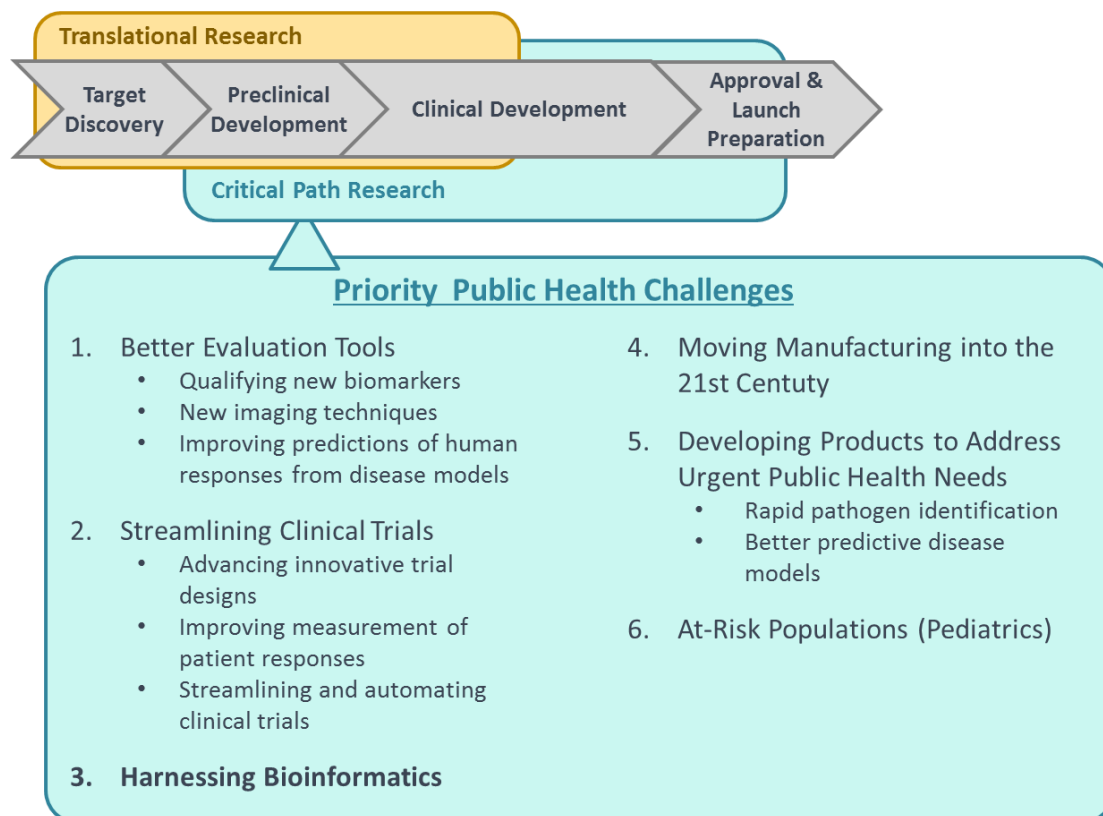 Translational Research
Target
Discovery
Preclinical
Development
Clinical Development
Approval &
Launch
Preparation
Critical Path Research
Priority  Public Health Challenges
1. Better Evaluation Tools
• Qualifying new biomarkers
• New imaging techniques
• Improving predictions of human
responses from disease models
2. Streamlining Clinical Trials
• Advancing innovative trial
designs
• Improving measurement of
patient responses
• Streamlining and automating
clinical trials
3. Harnessing Bioinformatics
4. Moving Manufacturing into the
21st Centuty
5. Developing Products to Address
Urgent Public Health Needs
• Rapid pathogen identification
• Better predictive disease
models
6. At-Risk Populations (Pediatrics)